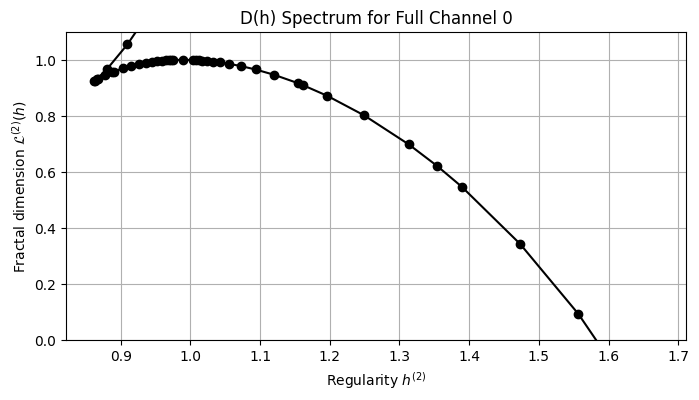 D(h) Spectrum for Full Channel 0
Fractal dimension $\mathcal{L}^{(2)}(h)$
1.0
0.8
0.6
0.4
0.2
0.0
0.9 1.0 1.1 1.2 1.3 1.4 1.5 1.6 1.7
Regularity $h^{(2)}$